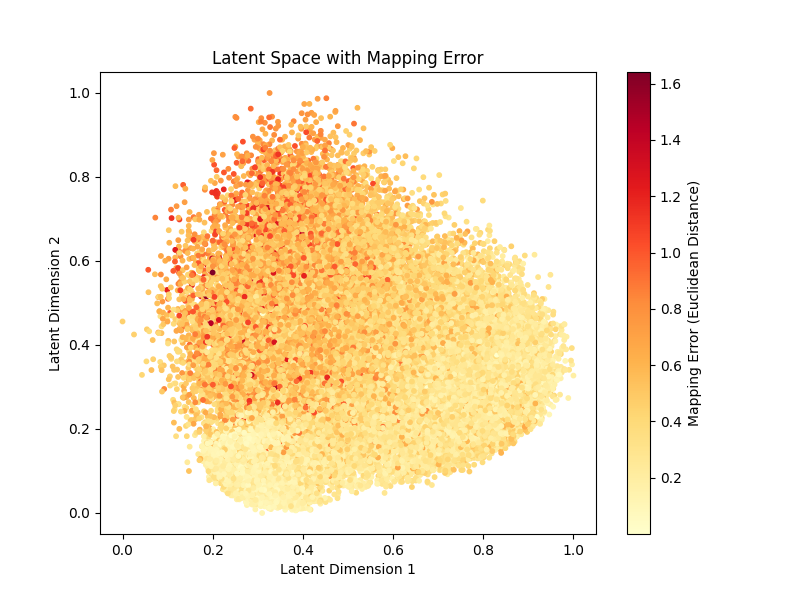 Latent Space with Mapping Error
Latent Dimension 2
1.0
0.8
0.6
0.4
0.2
0.0
0.0 0.2 0.4 0.6 0.8 1.0
Latent Dimension 1
1.6
1.4
1.2
1.0
0.8
0.6
0.4
0.2
Mapping Error (Euclidean Distance)